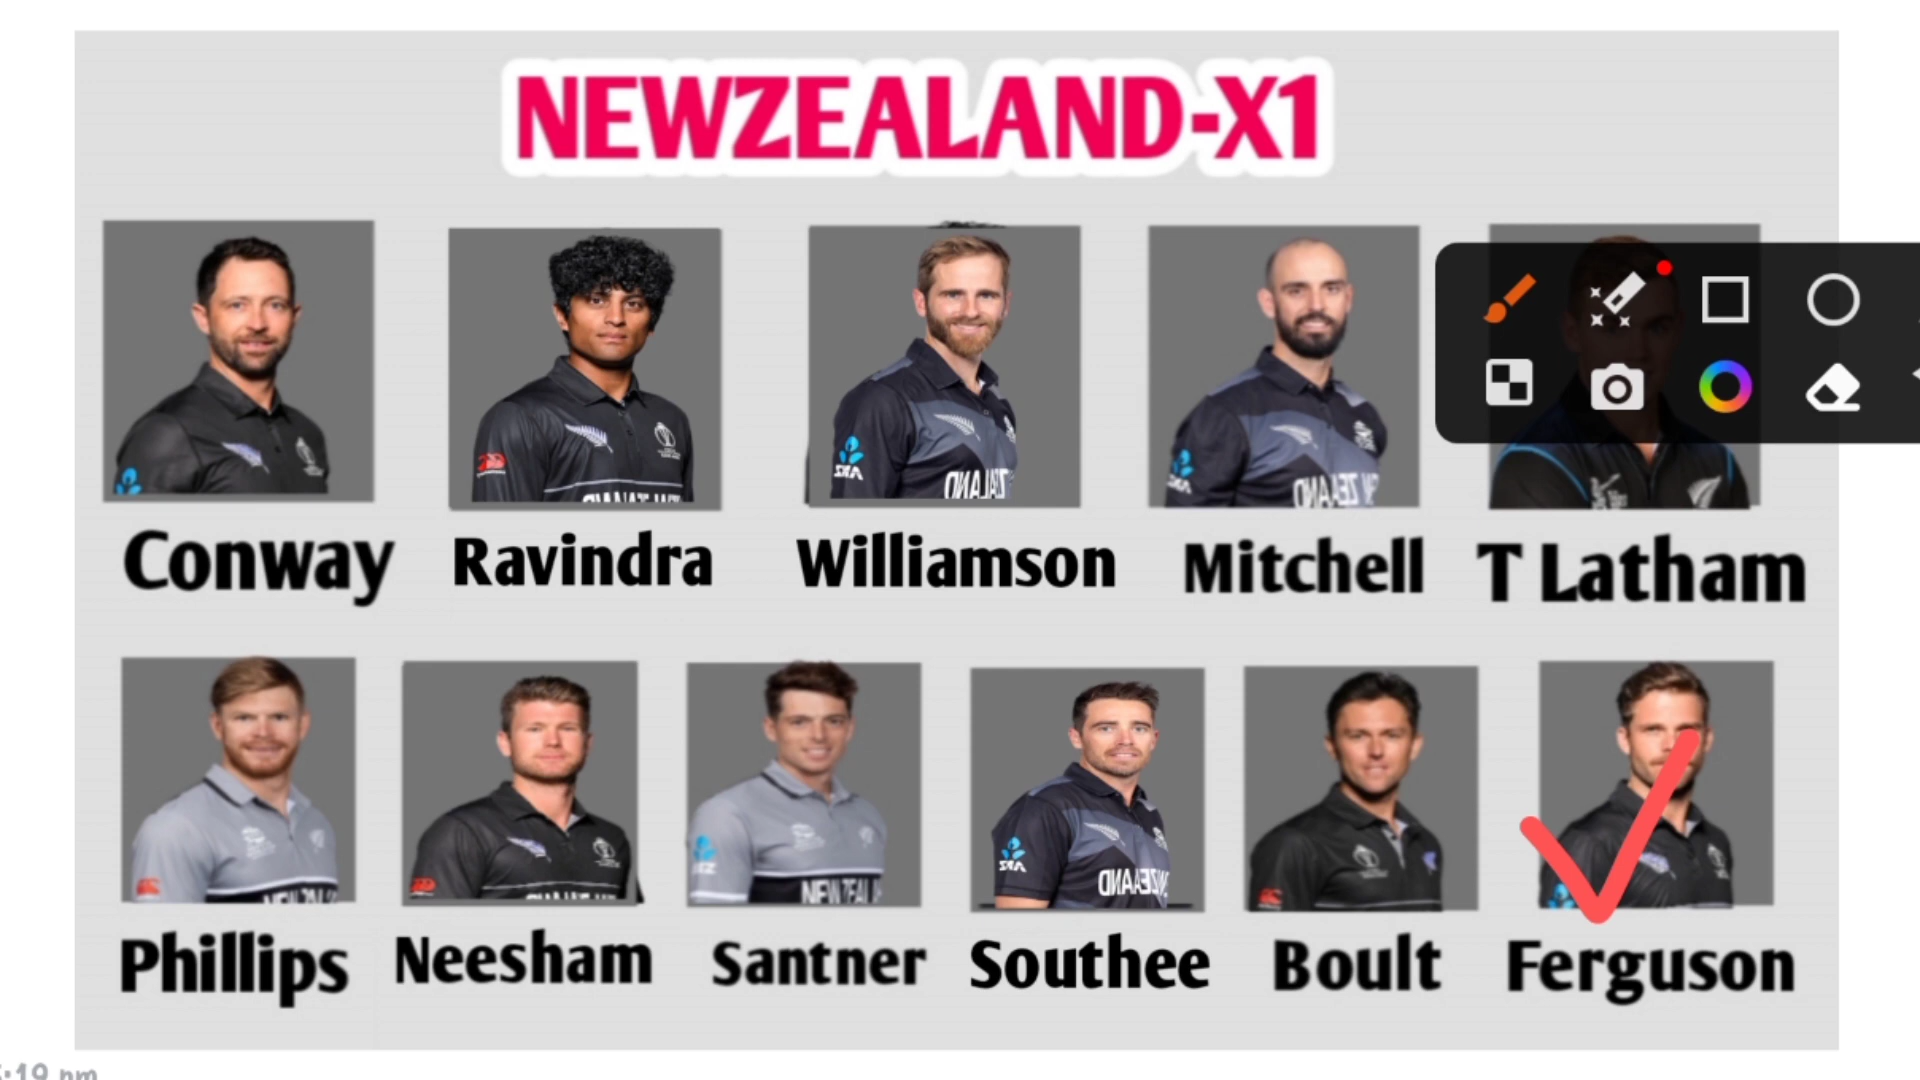 NEWZEALAND-X1
Conway Ravindra Williamson Mitchell T Latham
Phillips Neesham Santner Southee Boult Ferguson